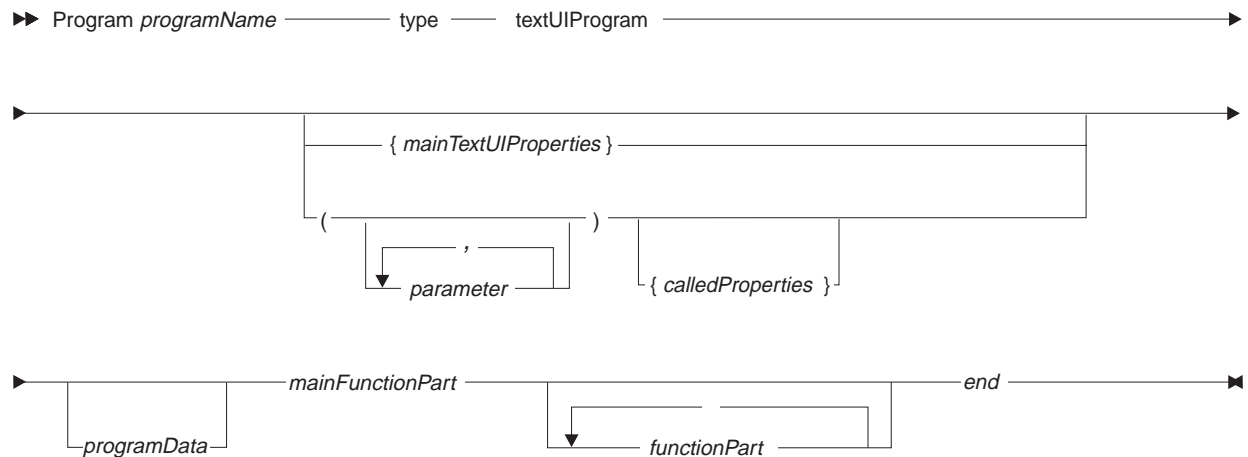 Program programName type textUIProgram
{ mainTextUIProperties }
( )
,
parameter
{ calledProperties }
mainFunctionPart end
programData functionPart